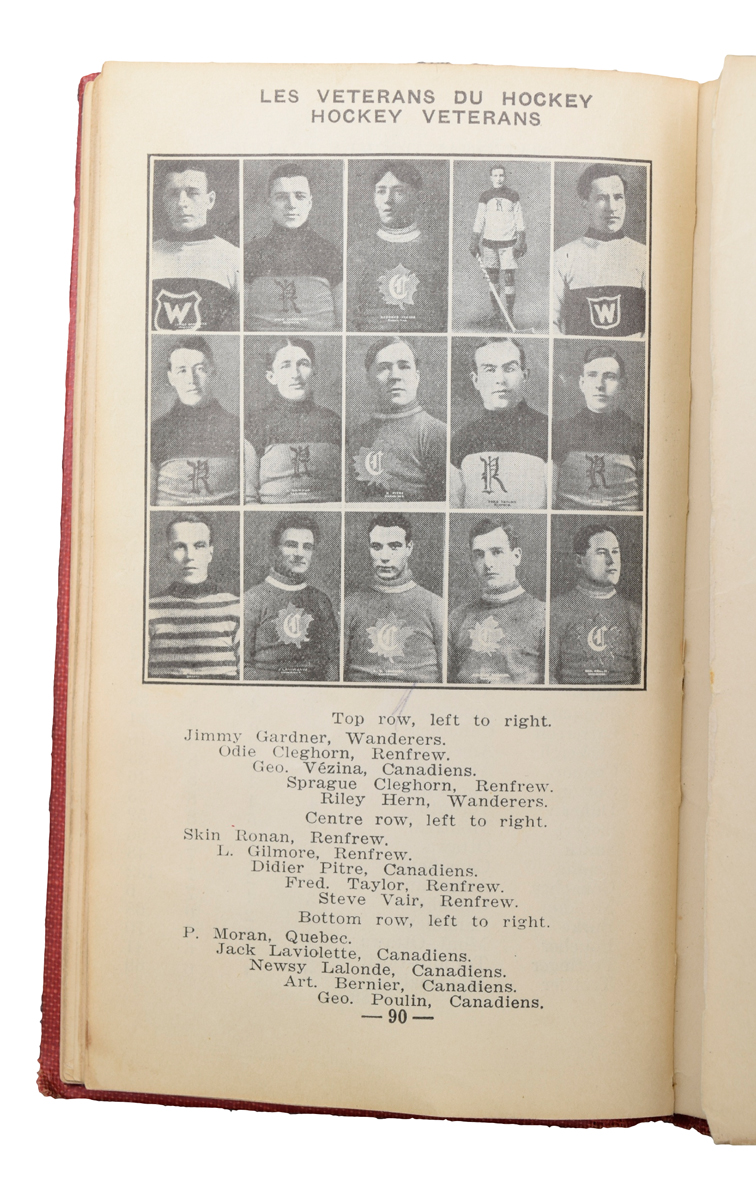 LES VETERANS DU HOCKEY
HOCKEY VETERANS
W
R
C
R
W
R
R
C
R
R
C
C
C
C
Top row, left to right.
Jimmy Gardner, Wanderers.
Odie Cleghorn, Renfrew.
Geo. Vézina, Canadiens.
Sprague Cleghorn, Renfrew.
Riley Hern, Wanderers.
Centre row, left to right.
Skin Ronan, Renfrew.
L. Gilmore, Renfrew.
Didier Pitre, Canadiens.
Fred. Taylor, Renfrew.
Steve Vair, Renfrew.
Bottom row, left to right.
P. Moran, Quebec.
Jack Laviolette, Canadiens.
Newsy Lalonde, Canadiens.
Art. Bernier, Canadiens.
Geo. Poulin, Canadiens.
— 90 —